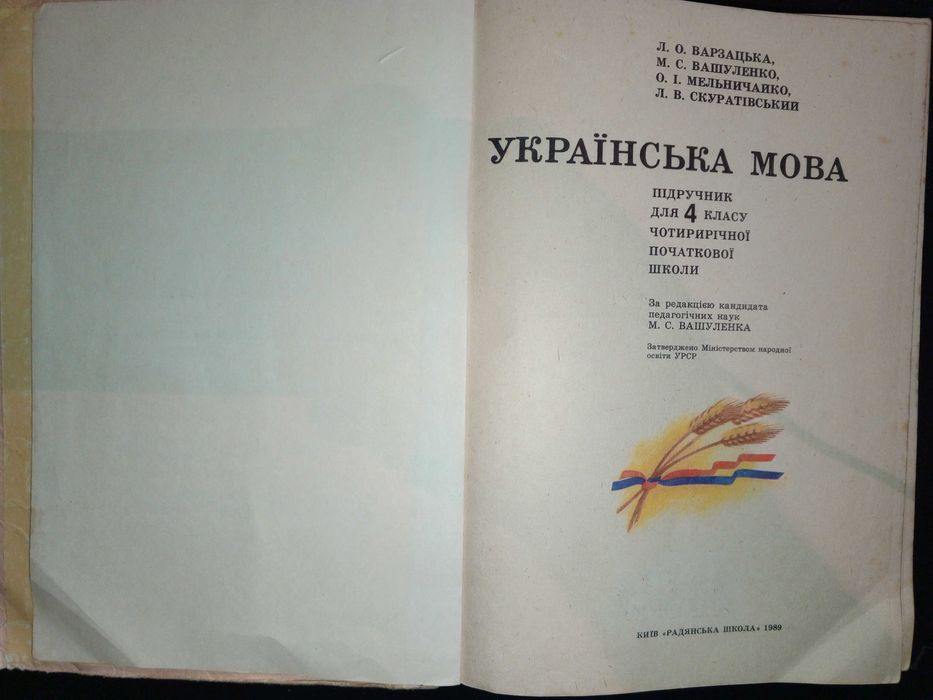 Л. О. ВАРЗАЦЬКА,
М. С. ВАШУЛЕНКО,
О. І. МЕЛЬНИЧАЙКО,
Л. В. СКУРАТІВСЬКИЙ
УКРАЇНСЬКА МОВА
ПІДРУЧНИК
ДЛЯ 4 КЛАСУ
ЧОТИРИРІЧНОЇ
ПОЧАТКОВОЇ
ШКОЛИ
За редакцією кандидата
педагогічних наук
М. С. ВАШУЛЕНКА
Затверджено Міністерством народної
освіти УРСР
КИЇВ «РАДЯНСЬКА ШКОЛА» 1989